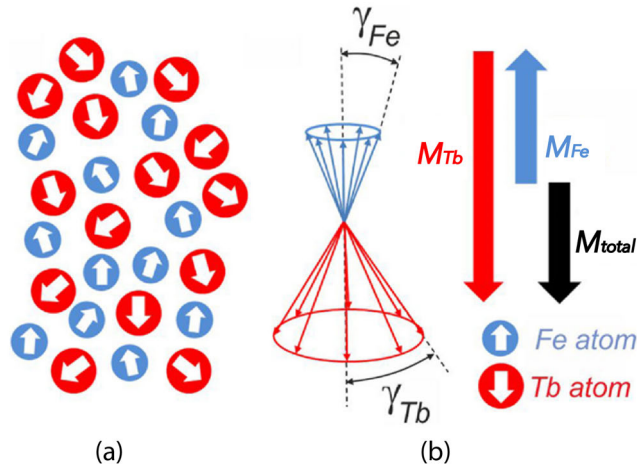 γFe
MTb
MFe
Mtotal
Fe atom
Tb atom
γTb
(a)
(b)